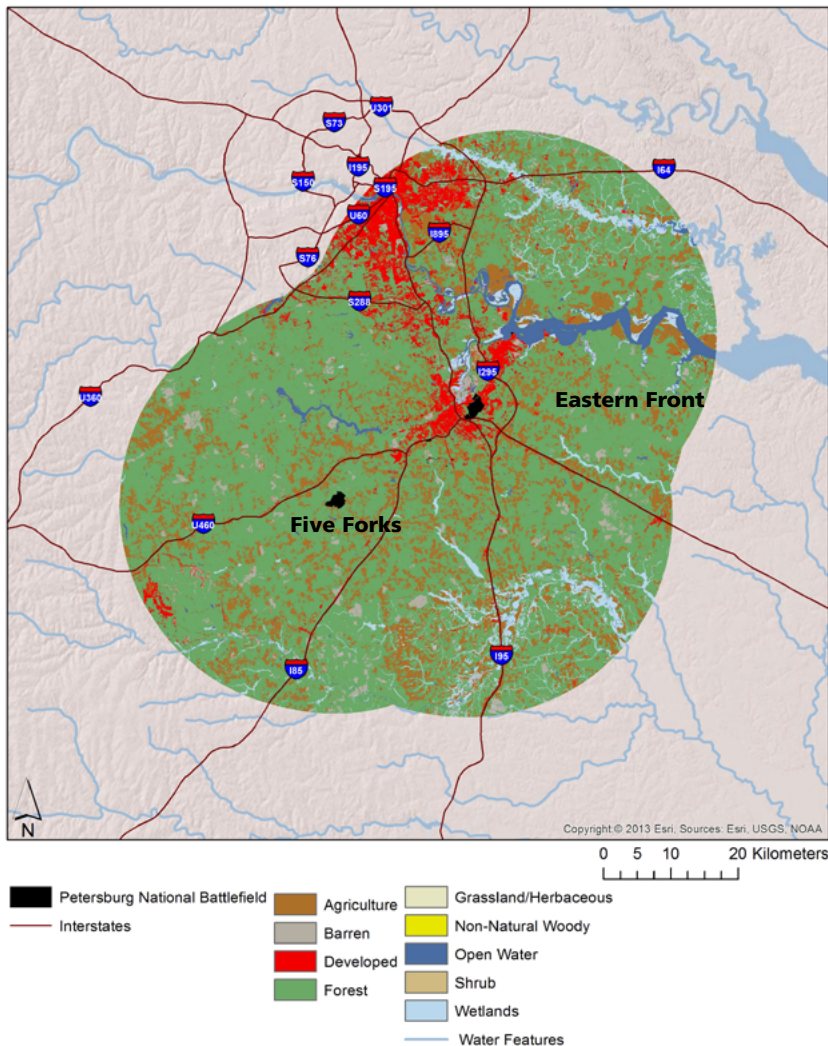 U301
S73
I195
I64
S150
S195
U60
I895
S76
S288
I295
U360
Eastern Front
Five Forks
U460
I85
I95
N
Copyright © 2013 Esri, Sources: Esri, USGS, NOAA
0 5 10 20 Kilometers
Petersburg National Battlefield
Interstates
Agriculture
Barren
Developed
Forest
Grassland/Herbaceous
Non-Natural Woody
Open Water
Shrub
Wetlands
Water Features